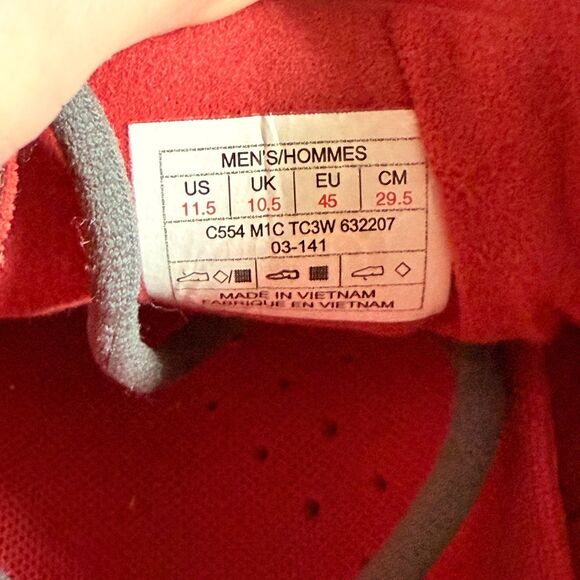 MEN'S/HOMMES
US UK EU CM
11.5 10.5 45 29.5
C554 M1C TC3W 632207
03-141
MADE IN VIETNAM
FABRIQUE EN VIETNAM